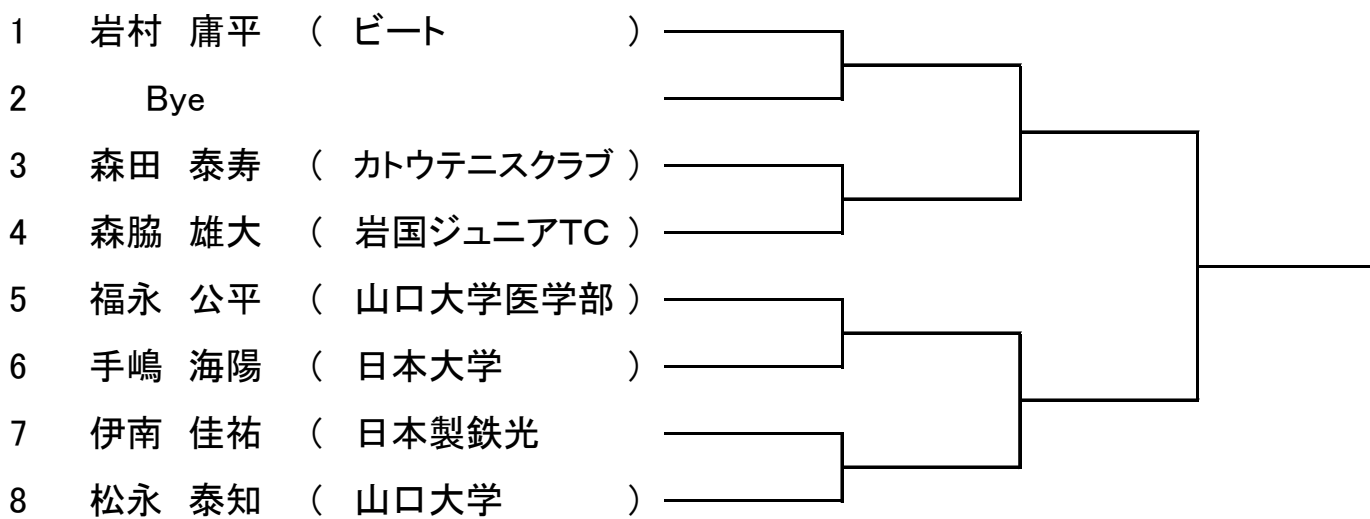 1 岩村 庸平 ( ビート )
2 Bye
3 森田 泰寿 ( カトウテニスクラブ )
4 森脇 雄大 ( 岩国ジュニアTC )
5 福永 公平 ( 山口大学医学部 )
6 手嶋 海陽 ( 日本大学 )
7 伊南 佳祐 ( 日本製鉄光
8 松永 泰知 ( 山口大学 )